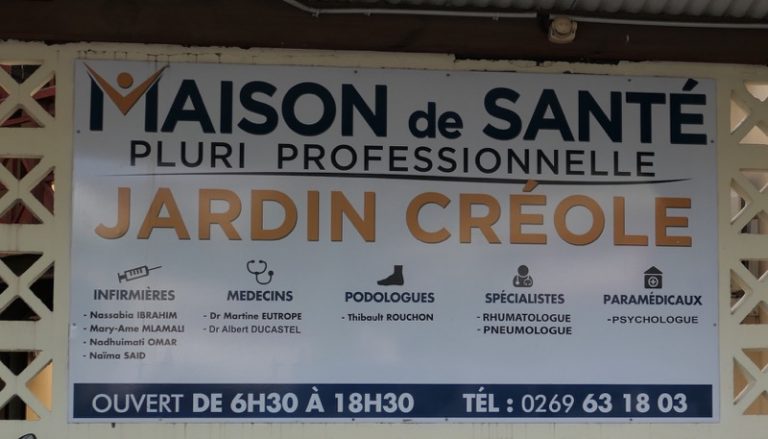 MAISON de SANTÉ
PLURI PROFESSIONNELLE
JARDIN CRÉOLE
INFIRMIÈRES
- Nassabia IBRAHIM
- Mary-Ame MLAMALI
- Nadhuimati OMAR
- Naïma SAID
MEDECINS
- Dr Martine EUTROPE
- Dr Albert DUCASTEL
PODOLOGUES
- Thibault ROUCHON
SPÉCIALISTES
- RHUMATOLOGUE
- PNEUMOLOGUE
PARAMÉDICAUX
- PSYCHOLOGUE
OUVERT DE 6H30 À 18H30
TÉL : 0269 63 18 03